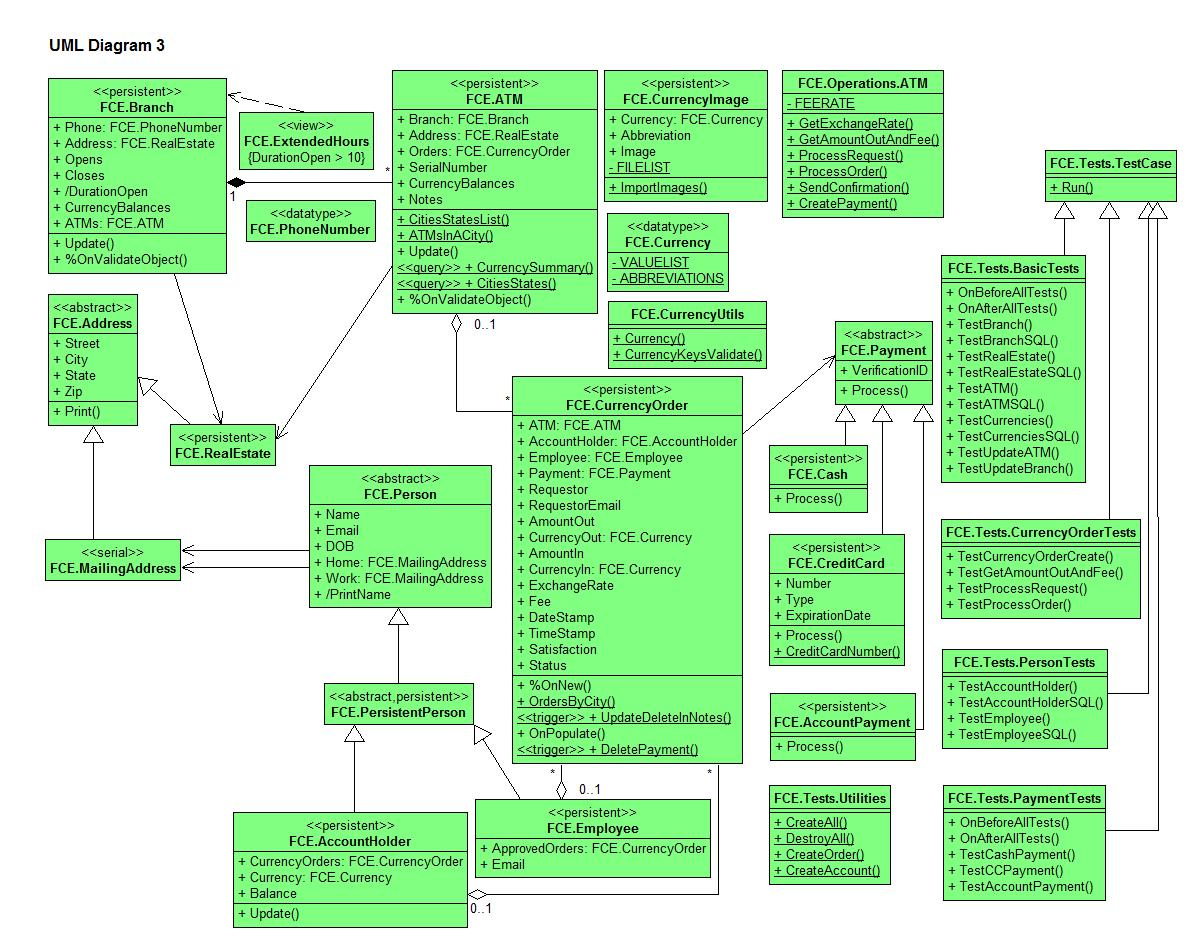 UML Diagram 3
<<persistent>>
FCE.Branch
+ Phone: FCE.PhoneNumber
+ Address: FCE.RealEstate
+ Opens
+ Closes
+ /DurationOpen
+ CurrencyBalances
+ ATMs: FCE.ATM
+ Update()
+ %OnValidateObject()
<<view>>
FCE.ExtendedHours
{DurationOpen > 10}
1
*
<<datatype>>
FCE.PhoneNumber
<<persistent>>
FCE.ATM
+ Branch: FCE.Branch
+ Address: FCE.RealEstate
+ Orders: FCE.CurrencyOrder
+ SerialNumber
+ CurrencyBalances
+ Notes
+ CitiesStatesList()
+ ATMsInACity()
+ Update()
<<query>> + CurrencySummary()
<<query>> + CitiesStates()
+ %OnValidateObject()
0..1
*
<<persistent>>
FCE.CurrencyImage
+ Currency: FCE.Currency
+ Abbreviation
+ Image
- FILELIST
+ ImportImages()
<<datatype>>
FCE.Currency
- VALUELIST
- ABBREVIATIONS
FCE.CurrencyUtils
+ Currency()
+ CurrencyKeysValidate()
FCE.Operations.ATM
- FEERATE
+ GetExchangeRate()
+ GetAmountOutAndFee()
+ ProcessRequest()
+ ProcessOrder()
+ SendConfirmation()
+ CreatePayment()
FCE.Tests.TestCase
+ Run()
<<abstract>>
FCE.Address
+ Street
+ City
+ State
+ Zip
+ Print()
<<persistent>>
FCE.RealEstate
<<serial>>
FCE.MailingAddress
<<abstract>>
FCE.Person
+ Name
+ Email
+ DOB
+ Home: FCE.MailingAddress
+ Work: FCE.MailingAddress
+ /PrintName
<<abstract,persistent>>
FCE.PersistentPerson
<<persistent>>
FCE.AccountHolder
+ CurrencyOrders: FCE.CurrencyOrder
+ Currency: FCE.Currency
+ Balance
+ Update()
0..1
*
<<persistent>>
FCE.Employee
+ ApprovedOrders: FCE.CurrencyOrder
+ Email
0..1
*
<<persistent>>
FCE.CurrencyOrder
+ ATM: FCE.ATM
+ AccountHolder: FCE.AccountHolder
+ Employee: FCE.Employee
+ Payment: FCE.Payment
+ Requestor
+ RequestorEmail
+ AmountOut
+ CurrencyOut: FCE.Currency
+ AmountIn
+ CurrencyIn: FCE.Currency
+ ExchangeRate
+ Fee
+ DateStamp
+ TimeStamp
+ Satisfaction
+ Status
+ %OnNew()
+ OrdersByCity()
<<trigger>> + UpdateDeleteInNotes()
+ OnPopulate()
<<trigger>> + DeletePayment()
<<abstract>>
FCE.Payment
+ VerificationID
+ Process()
<<persistent>>
FCE.Cash
+ Process()
<<persistent>>
FCE.CreditCard
+ Number
+ Type
+ ExpirationDate
+ Process()
+ CreditCardNumber()
<<persistent>>
FCE.AccountPayment
+ Process()
FCE.Tests.Utilities
+ CreateAll()
+ DestroyAll()
+ CreateOrder()
+ CreateAccount()
FCE.Tests.BasicTests
+ OnBeforeAllTests()
+ OnAfterAllTests()
+ TestBranch()
+ TestBranchSQL()
+ TestRealEstate()
+ TestRealEstateSQL()
+ TestATM()
+ TestATMSQL()
+ TestCurrencies()
+ TestCurrenciesSQL()
+ TestUpdateATM()
+ TestUpdateBranch()
FCE.Tests.CurrencyOrderTests
+ TestCurrencyOrderCreate()
+ TestGetAmountOutAndFee()
+ TestProcessRequest()
+ TestProcessOrder()
FCE.Tests.PersonTests
+ TestAccountHolder()
+ TestAccountHolderSQL()
+ TestEmployee()
+ TestEmployeeSQL()
FCE.Tests.PaymentTests
+ OnBeforeAllTests()
+ OnAfterAllTests()
+ TestCashPayment()
+ TestCCPayment()
+ TestAccountPayment()